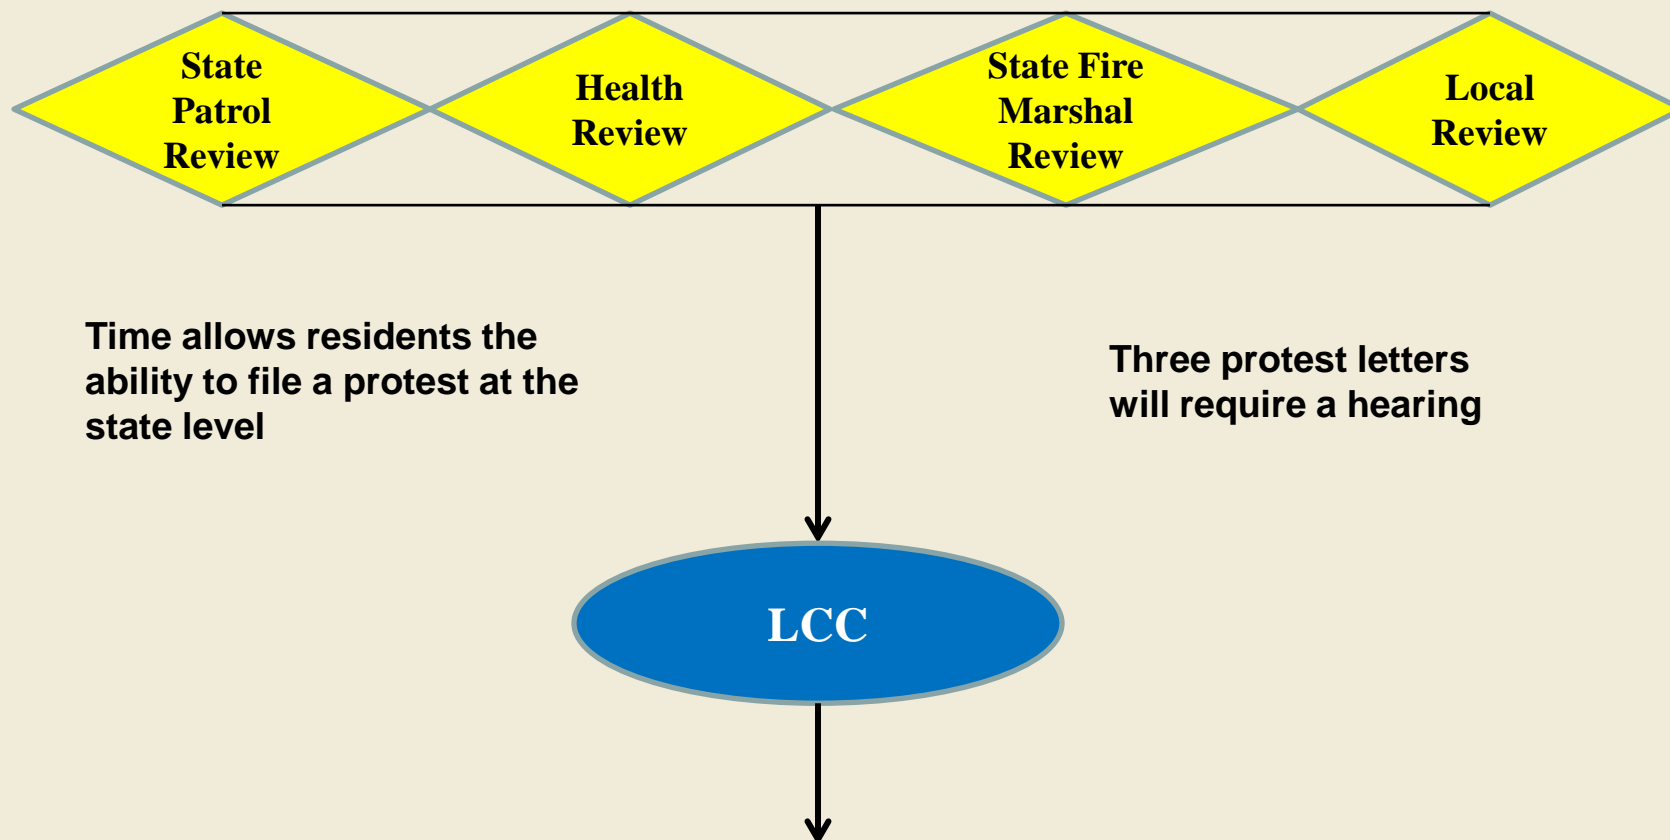 State
Patrol
Review
Health
Review
State Fire
Marshal
Review
Local
Review
Time allows residents the
ability to file a protest at the
state level
Three protest letters
will require a hearing
LCC